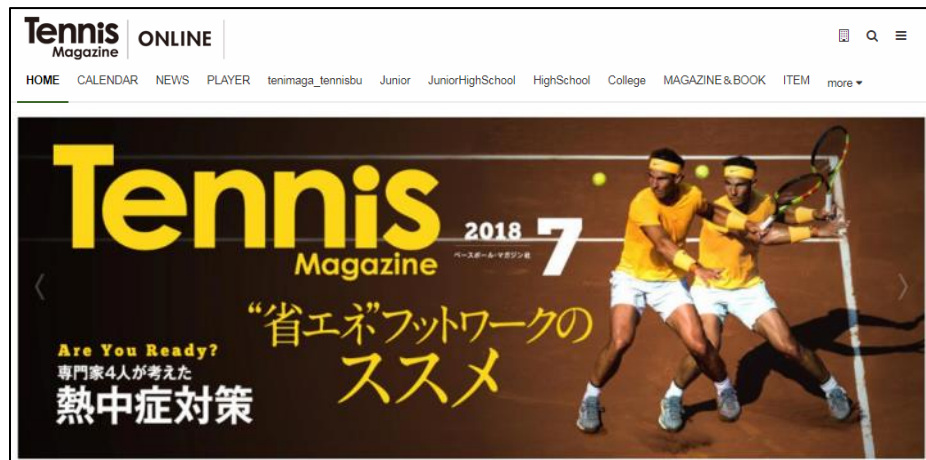 Tennis
Magazine
ONLINE
HOME CALENDAR NEWS PLAYER tenimaga_tennisbu Junior JuniorHighSchool HighSchool College MAGAZINE&BOOK ITEM more
Tennis
Magazine
2018 7
ベースボール・マガジン社
“省エネ”フットワークの
ススメ
Are You Ready?
専門家4人が考えた
熱中症対策